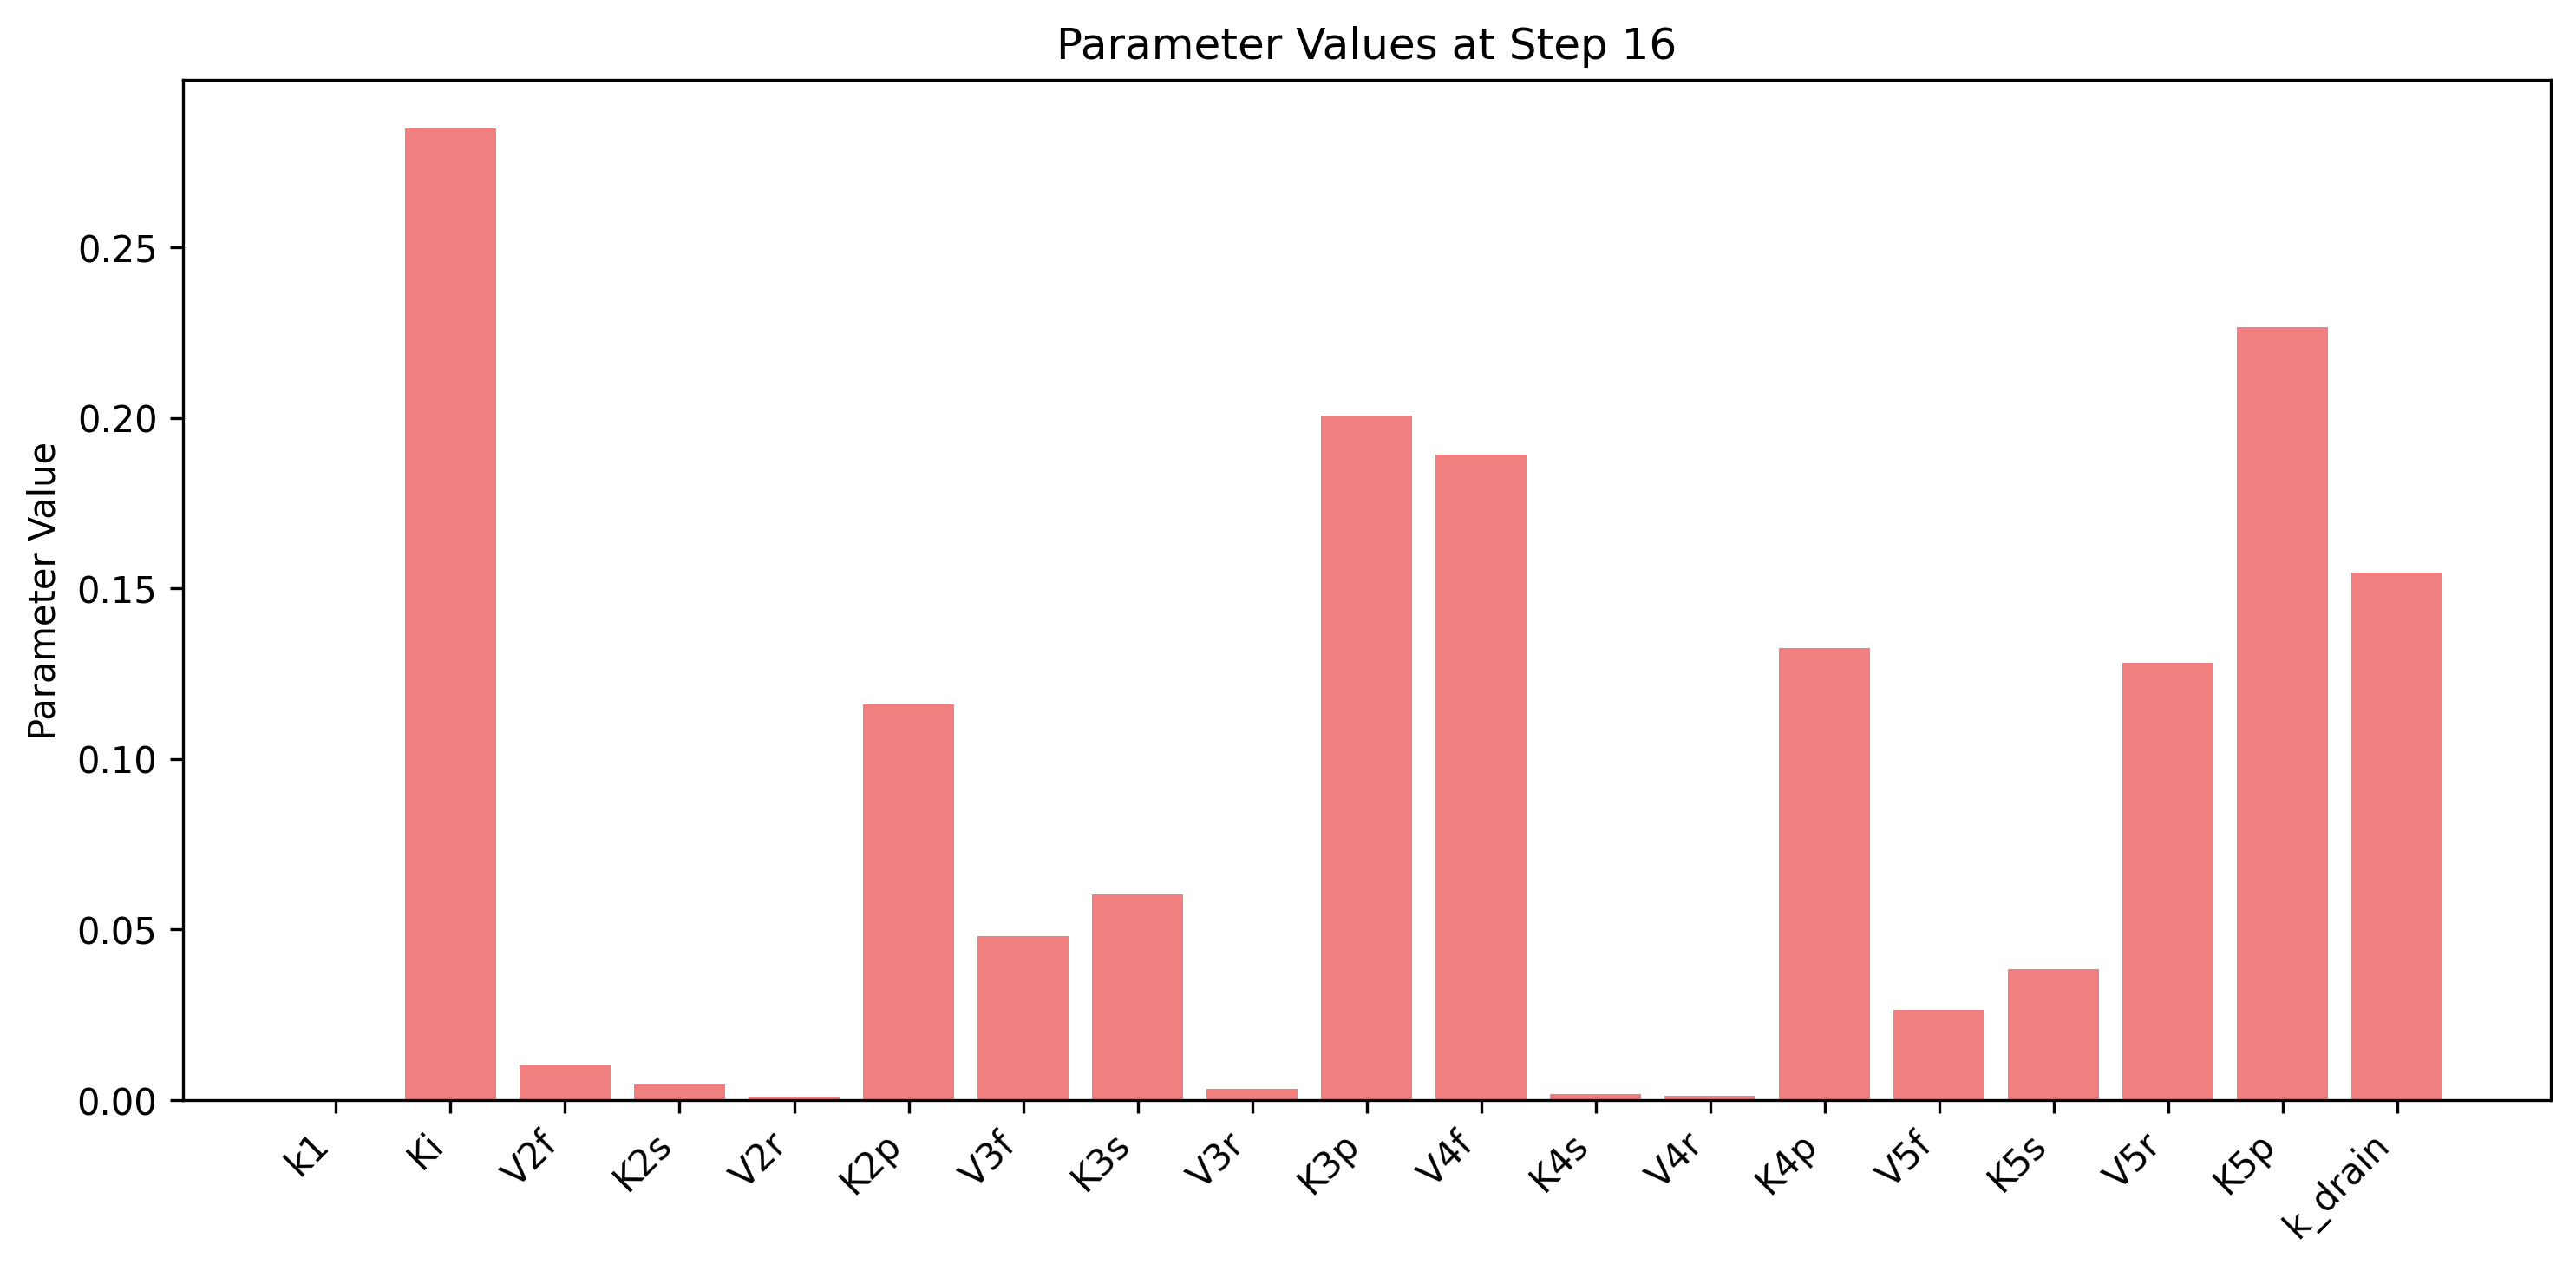 Parameter Values at Step 16
Parameter Value
0.25
0.20
0.15
0.10
0.05
0.00
k1
Ki
V2f
K2s
V2r
K2p
V3f
K3s
V3r
K3p
V4f
K4s
V4r
K4p
V5f
K5s
V5r
K5p
k_drain